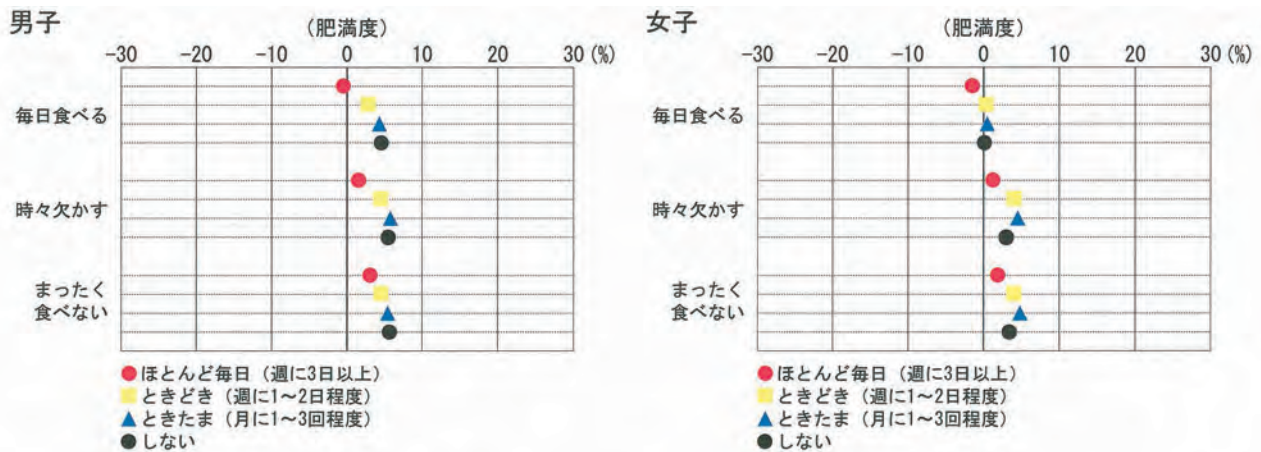 男子
(肥満度)
-30 -20 -10 0 10 20 30 (%)
毎日食べる
時々欠かす
まったく
食べない
ほとんど毎日（週に3日以上）
ときどき（週に1〜2日程度）
ときたま（月に1〜3回程度）
しない
女子
(肥満度)
-30 -20 -10 0 10 20 30 (%)
毎日食べる
時々欠かす
まったく
食べない
ほとんど毎日（週に3日以上）
ときどき（週に1〜2日程度）
ときたま（月に1〜3回程度）
しない